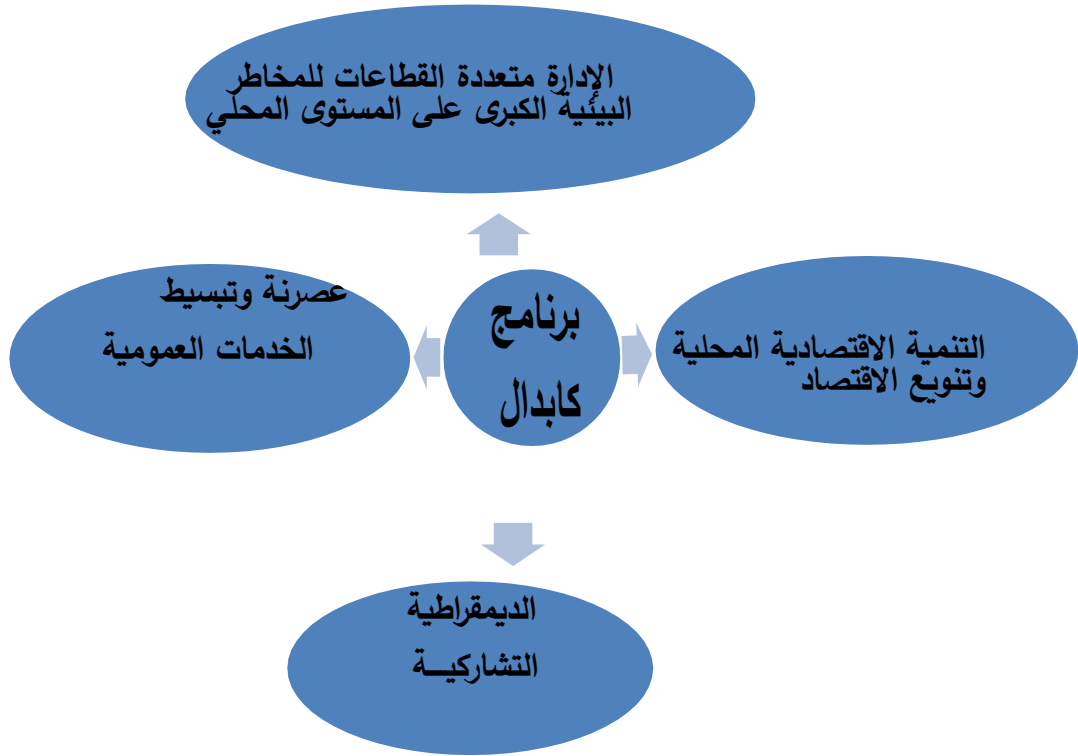 الإدارة متعددة القطاعات للمخاطر
البيئية الكبرى على المستوى المحلي
برنامج
كابدال
التنمية الاقتصادية المحلية
وتنويع الاقتصاد
عصرنة وتبسيط
الخدمات العمومية
الديمقراطية
التشاركيـــة